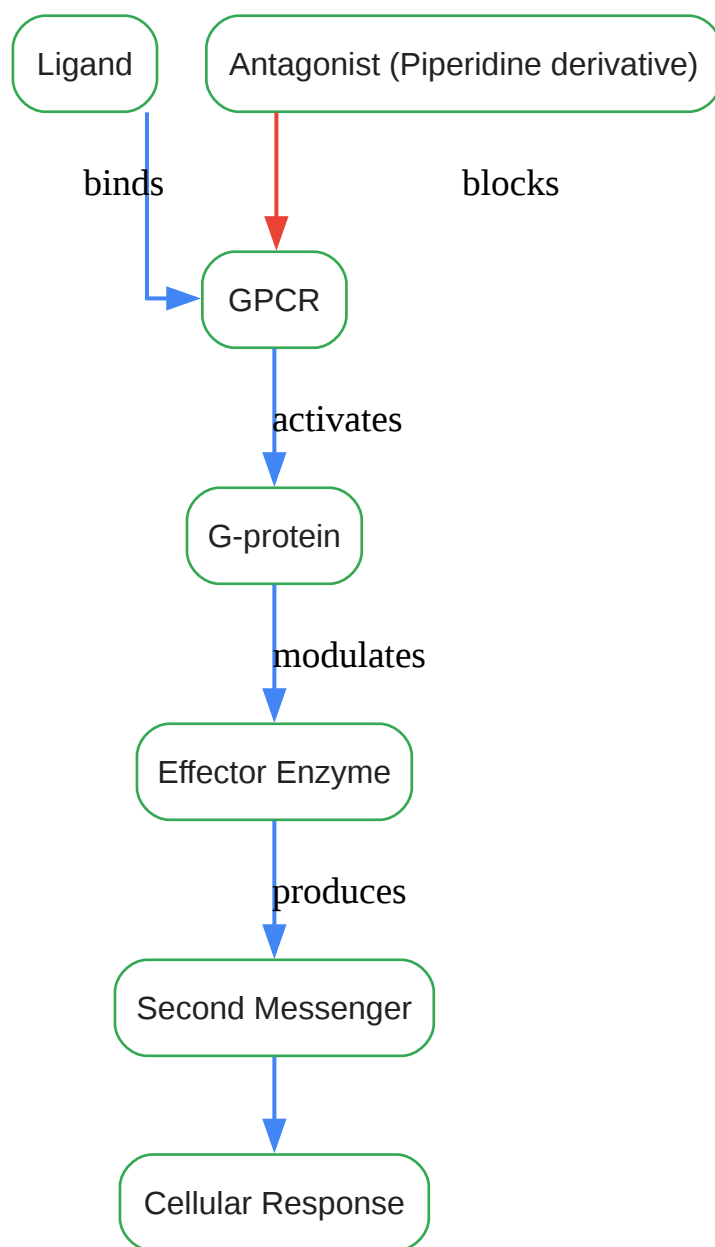 Ligand
Antagonist (Piperidine derivative)
binds
blocks
GPCR
activates
G-protein
modulates
Effector Enzyme
produces
Second Messenger
Cellular Response